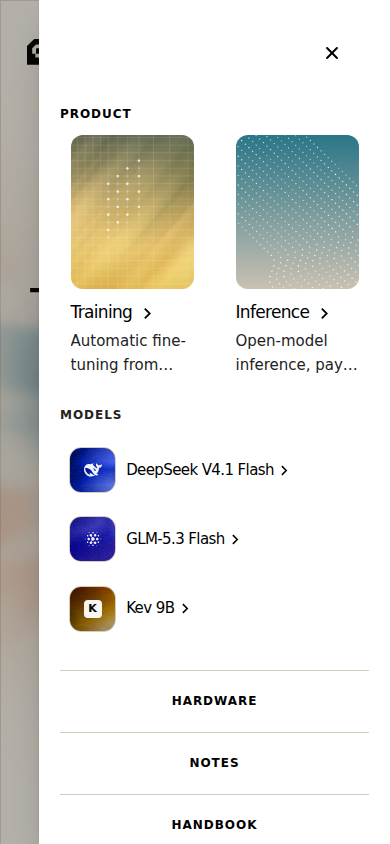 PRODUCT
Training
Automatic fine-
tuning from…
Inference
Open-model
inference, pay…
MODELS
DeepSeek V4.1 Flash
GLM-5.3 Flash
K
Kev 9B
HARDWARE
NOTES
HANDBOOK